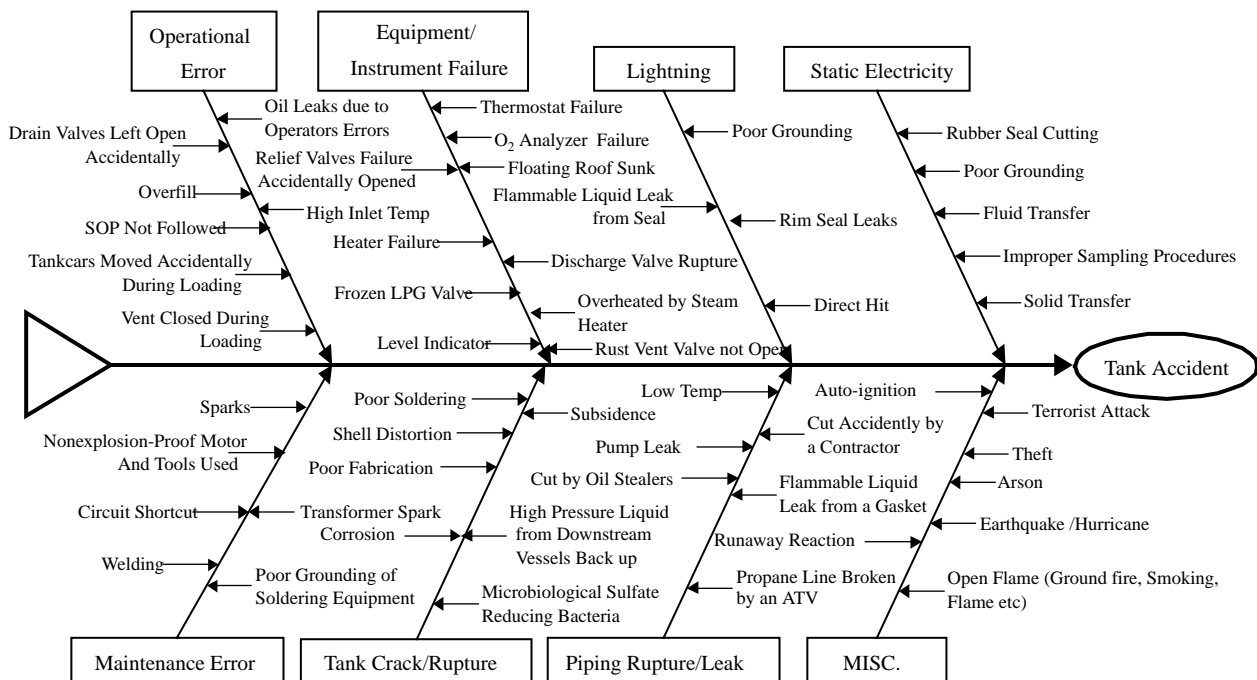 Operational
Error
Equipment/
Instrument Failure
Lightning
Static Electricity
Oil Leaks due to
Operators Errors
Drain Valves Left Open
Accidentally
Overfill
High Inlet Temp
SOP Not Followed
Tankcars Moved Accidentally
During Loading
Vent Closed During
Loading
Thermostat Failure
O₂ Analyzer Failure
Relief Valves Failure
Accidentally Opened
Floating Roof Sunk
Heater Failure
Discharge Valve Rupture
Frozen LPG Valve
Overheated by Steam
Heater
Level Indicator
Rust Vent Valve not Open
Poor Grounding
Flammable Liquid Leak
from Seal
Rim Seal Leaks
Direct Hit
Rubber Seal Cutting
Poor Grounding
Fluid Transfer
Improper Sampling Procedures
Solid Transfer
Tank Accident
Sparks
Nonexplosion-Proof Motor
And Tools Used
Circuit Shortcut
Transformer Spark
Welding
Poor Grounding of
Soldering Equipment
Poor Soldering
Subsidence
Shell Distortion
Poor Fabrication
Corrosion
High Pressure Liquid
from Downstream
Vessels Back up
Microbiological Sulfate
Reducing Bacteria
Low Temp
Cut Accidently by
a Contractor
Pump Leak
Cut by Oil Stealers
Flammable Liquid
Leak from a Gasket
Propane Line Broken
by an ATV
Auto-ignition
Terrorist Attack
Theft
Arson
Earthquake /Hurricane
Runaway Reaction
Open Flame (Ground fire, Smoking,
Flame etc)
Maintenance Error
Tank Crack/Rupture
Piping Rupture/Leak
MISC.